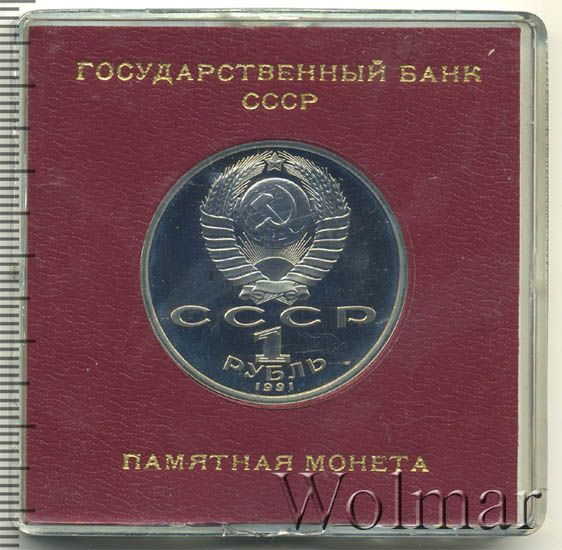 ГОСУДАРСТВЕННЫЙ БАНК
СССР
СССР
1
РУБЛЬ
1991
ПАМЯТНАЯ МОНЕТА
Wolmar